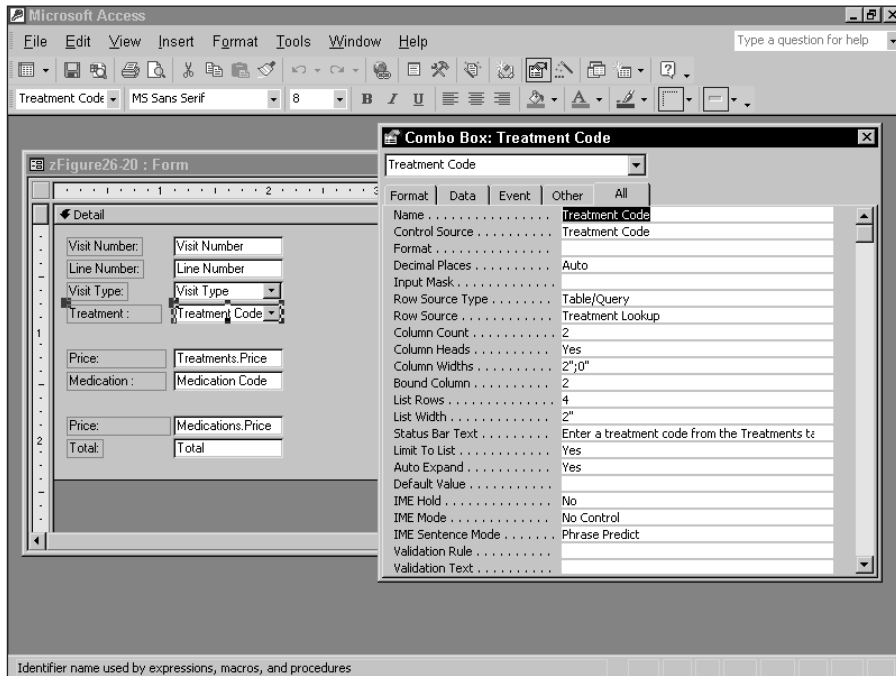 Microsoft Access
File Edit View Insert Format Tools Window Help Type a question for help
Treatment Code MS Sans Serif 8 B I U A
Combo Box: Treatment Code
Treatment Code
Format Data Event Other All
Name . . . . . . . . . . . . . . . . Treatment Code
Control Source . . . . . . . . . . Treatment Code
Format . . . . . . . . . . . . . . .
Decimal Places . . . . . . . . . . Auto
Input Mask . . . . . . . . . . . . .
Row Source Type . . . . . . . . Table/Query
Row Source . . . . . . . . . . . . Treatment Lookup
Column Count . . . . . . . . . . 2
Column Heads . . . . . . . . . . Yes
Column Widths . . . . . . . . . . 2";0"
Bound Column . . . . . . . . . . 2
List Rows . . . . . . . . . . . . . . 4
List Width . . . . . . . . . . . . . 2"
Status Bar Text . . . . . . . . . Enter a treatment code from the Treatments ta
Limit To List . . . . . . . . . . . . Yes
Auto Expand . . . . . . . . . . . Yes
Default Value . . . . . . . . . . .
IME Hold . . . . . . . . . . . . . . No
IME Mode . . . . . . . . . . . . . No Control
IME Sentence Mode . . . . . . . Phrase Predict
Validation Rule . . . . . . . . . .
Validation Text . . . . . . . . . .
zFigure26-20 : Form
1 2 3
Detail
Visit Number: Visit Number
Line Number: Line Number
Visit Type: Visit Type
Treatment : Treatment Code
1
Price: Treatments.Price
Medication : Medication Code
Price: Medications.Price
2
Total: Total
Identifier name used by expressions, macros, and procedures